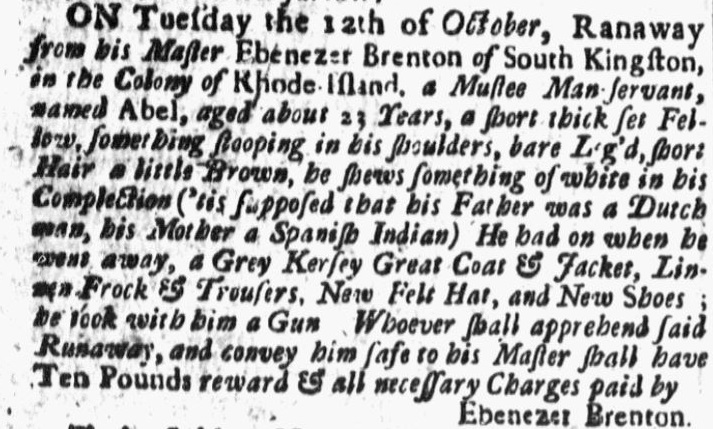 ON Tueſday the 12th of October, Ranaway
from his Maſter Ebenezer Brenton of South Kingſton,
in the Colony of Rhode-Iſland, a Muſtee Man-ſervant,
named Abel, aged about 23 Years, a ſhort thick ſet Fel-
low, ſomething ſtooping in his ſhoulders, bare Leg'd, ſhort
Hair a little Brown, he ſhews ſomething of white in his
Complection ('tis ſuppoſed that his Father was a Dutch
man, his Mother a Spaniſh Indian) He had on when he
went away, a Grey Kerſey Great Coat & Jacket, Lin-
nen Frock & Trouſers, New Felt Hat, and New Shoes ;
he took with him a Gun Whoever ſhall apprehend ſaid
Runaway, and convey him ſafe to his Maſter ſhall have
Ten Pounds reward & all neceſſary Charges paid by
Ebenezer Brenton.